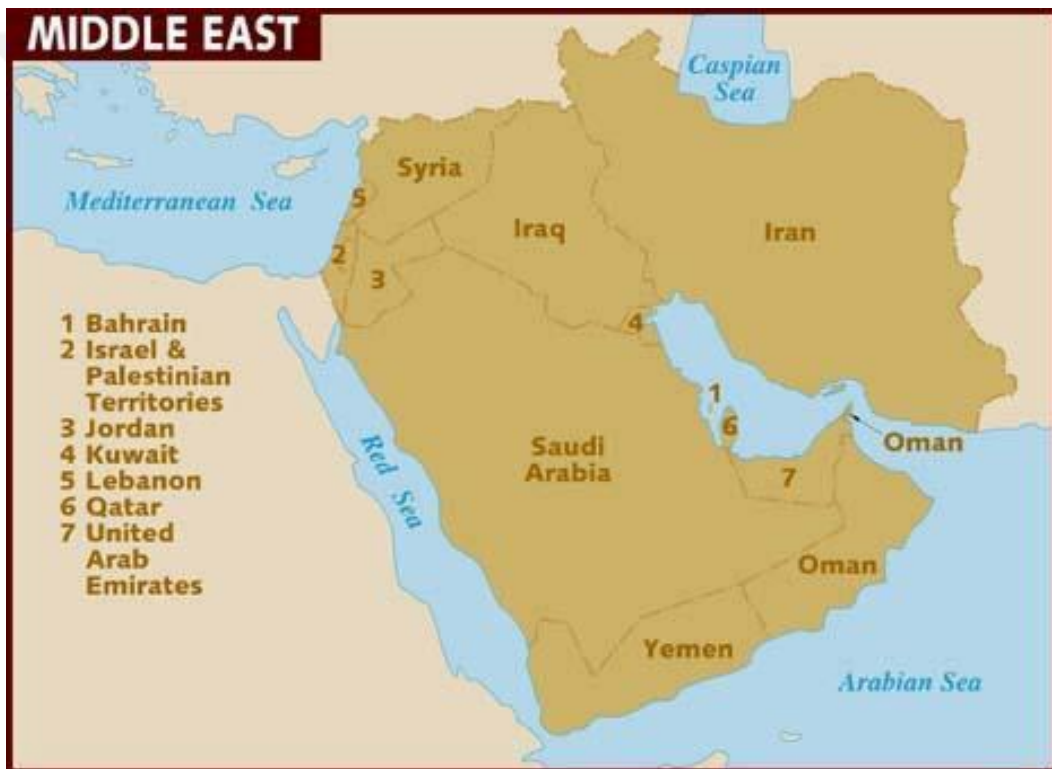 MIDDLE EAST
Caspian
Sea
Syria
5
Mediterranean Sea
Iraq
Iran
2
3
4
1 Bahrain
2 Israel &
Palestinian
Territories
3 Jordan
4 Kuwait
5 Lebanon
6 Qatar
7 United
Arab
Emirates
1
6
Oman
Red Sea
Saudi
Arabia
7
Oman
Yemen
Arabian Sea